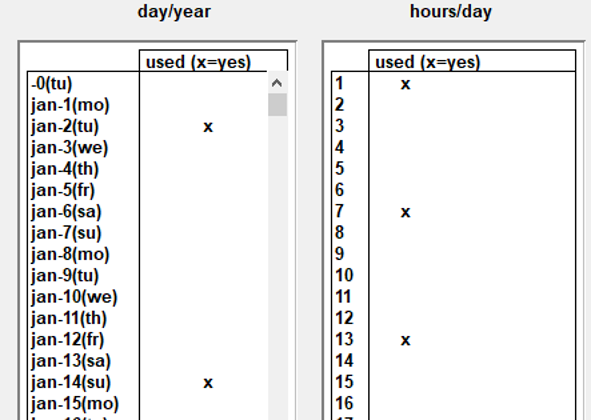 day/year hours/day
used (x=yes) used (x=yes)
-0(tu) 1 x
jan-1(mo) 2
jan-2(tu) x 3
jan-3(we) 4
jan-4(th) 5
jan-5(fr) 6
jan-6(sa) 7 x
jan-7(su) 8
jan-8(mo) 9
jan-9(tu) 10
jan-10(we) 11
jan-11(th) 12
jan-12(fr) 13 x
jan-13(sa) 14
jan-14(su) x 15
jan-15(mo) 16